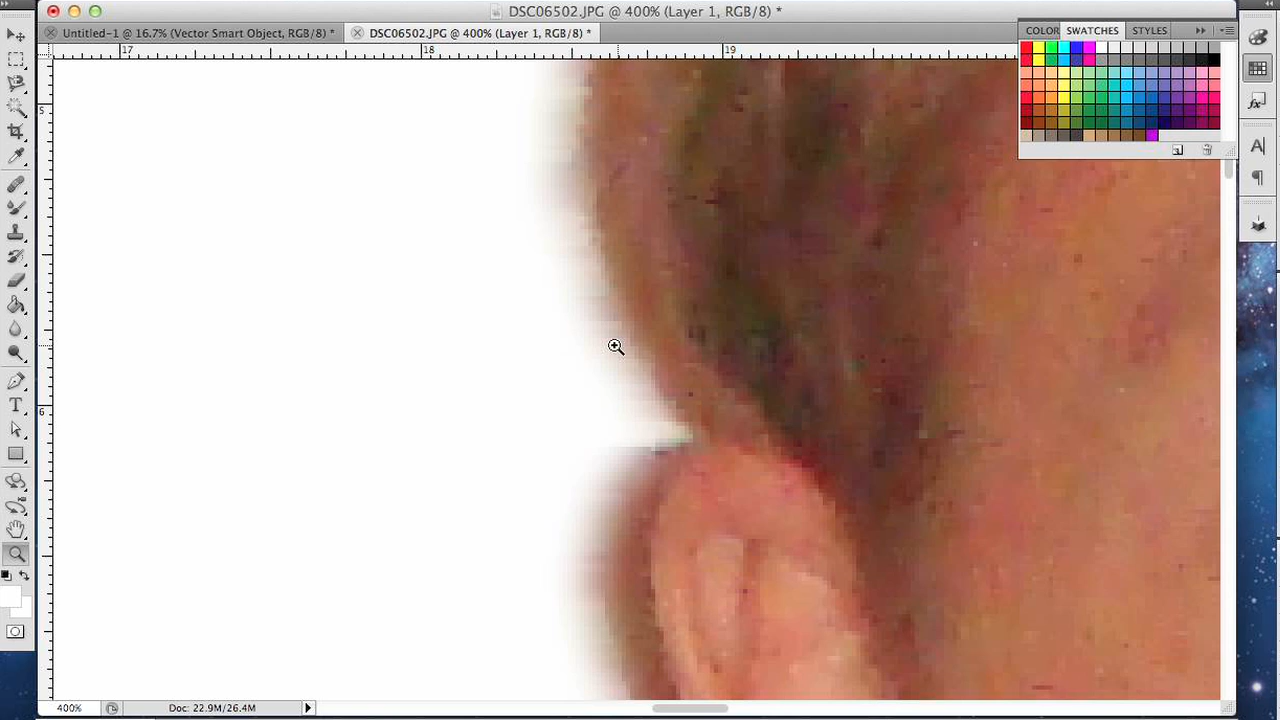 DSC06502.JPG @ 400% (Layer 1, RGB/8) *
Untitled-1 @ 16.7% (Vector Smart Object, RGB/8) *
DSC06502.JPG @ 400% (Layer 1, RGB/8) *
COLOR SWATCHES STYLES
17 18 19
5
6
fx
A
T
400% Doc: 22.9M/26.4M